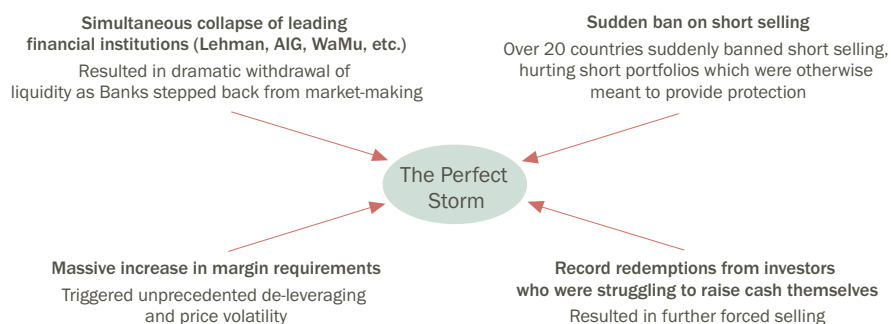 Simultaneous collapse of leading
financial institutions (Lehman, AIG, WaMu, etc.)
Resulted in dramatic withdrawal of
liquidity as Banks stepped back from market-making
Sudden ban on short selling
Over 20 countries suddenly banned short selling,
hurting short portfolios which were otherwise
meant to provide protection
The Perfect
Storm
Massive increase in margin requirements
Triggered unprecedented de-leveraging
and price volatility
Record redemptions from investors
who were struggling to raise cash themselves
Resulted in further forced selling